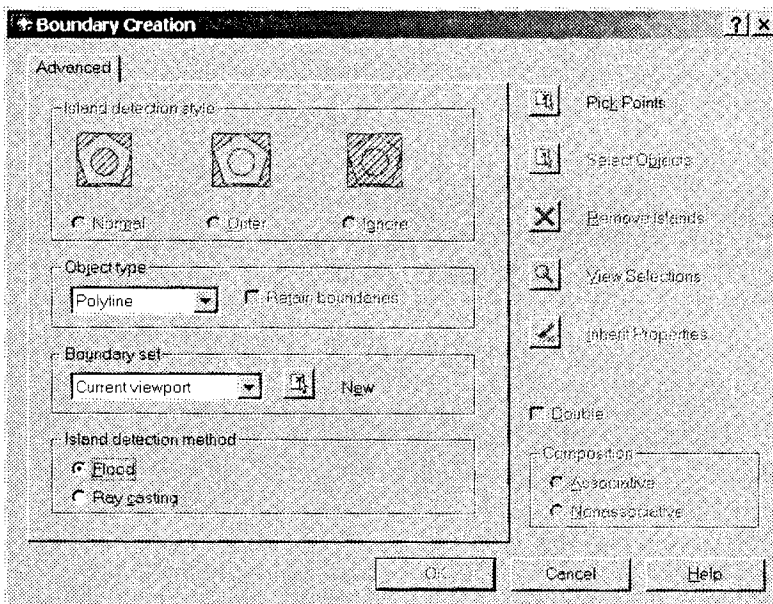 Boundary Creation
Advanced
Island detection style
Normal
Outer
Ignore
Object type
Polyline
Retain boundaries
Boundary set
Current viewport
New
Island detection method
Flood
Ray casting
Pick Points
Select Objects
Remove Islands
View Selections
Inherit Properties
Double
Composition
Associative
Nonassociative
OK
Cancel
Help